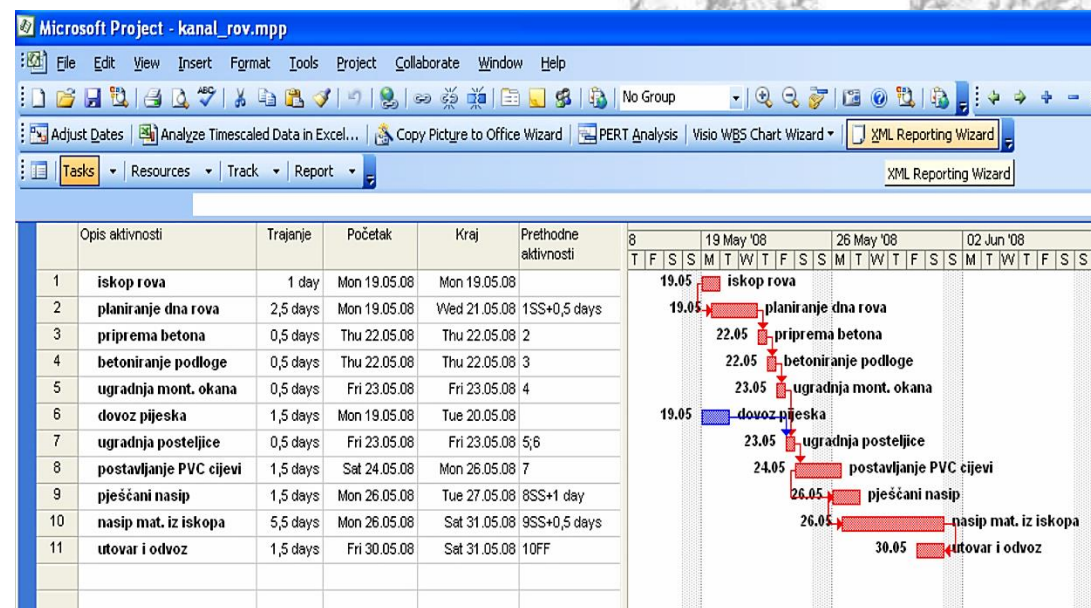 Microsoft Project - kanal_rov.mpp
File Edit View Insert Format Tools Project Collaborate Window Help
No Group
Adjust Dates Analyze Timescaled Data in Excel... Copy Picture to Office Wizard PERT Analysis Visio WBS Chart Wizard XML Reporting Wizard
Tasks Resources Track Report
XML Reporting Wizard
Opis aktivnosti Trajanje Početak Kraj Prethodne aktivnosti
8 19 May '08 26 May '08 02 Jun '08
T F S S M T W T F S S M T W T F S S M T W T F S S
1 iskop rova 1 day Mon 19.05.08 Mon 19.05.08
2 planiranje dna rova 2,5 days Mon 19.05.08 Wed 21.05.08 1SS+0,5 days
3 priprema betona 0,5 days Thu 22.05.08 Thu 22.05.08 2
4 betoniranje podloge 0,5 days Thu 22.05.08 Thu 22.05.08 3
5 ugradnja mont. okana 0,5 days Fri 23.05.08 Fri 23.05.08 4
6 dovoz pijeska 1,5 days Mon 19.05.08 Tue 20.05.08
7 ugradnja posteljice 0,5 days Fri 23.05.08 Fri 23.05.08 5;6
8 postavljanje PVC cijevi 1,5 days Sat 24.05.08 Mon 26.05.08 7
9 pješčani nasip 1,5 days Mon 26.05.08 Tue 27.05.08 8SS+1 day
10 nasip mat. iz iskopa 5,5 days Mon 26.05.08 Sat 31.05.08 9SS+0,5 days
11 utovar i odvoz 1,5 days Fri 30.05.08 Sat 31.05.08 10FF
19.05 iskop rova
19.05 planiranje dna rova
22.05 priprema betona
22.05 betoniranje podloge
23.05 ugradnja mont. okana
19.05 dovoz pijeska
23.05 ugradnja posteljice
24.05 postavljanje PVC cijevi
26.05 pješčani nasip
26.05 nasip mat. iz iskopa
30.05 utovar i odvoz